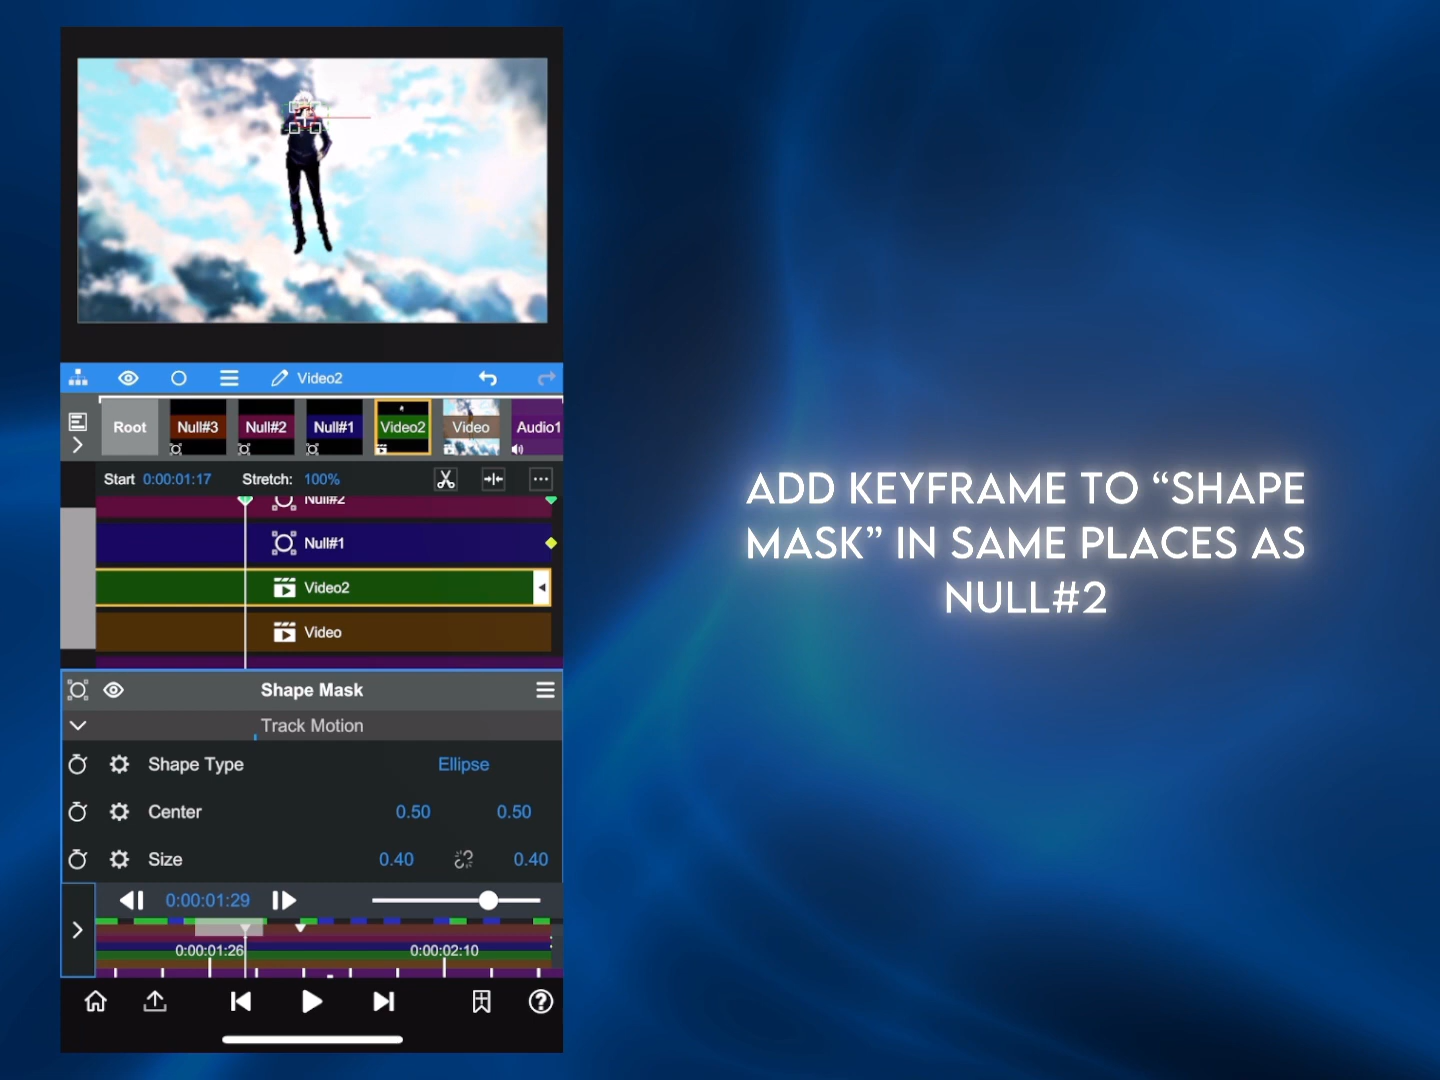 Video2
Root
Null#3
Null#2
Null#1
Video2
Video
Audio1
Start 0:00:01:17 Stretch: 100%
Null#2
Null#1
Video2
Video
Shape Mask
Track Motion
Shape Type Ellipse
Center 0.50 0.50
Size 0.40 0.40
0:00:01:29
0:00:01:26 0:00:02:10
ADD KEYFRAME TO “SHAPE
MASK” IN SAME PLACES AS
NULL#2